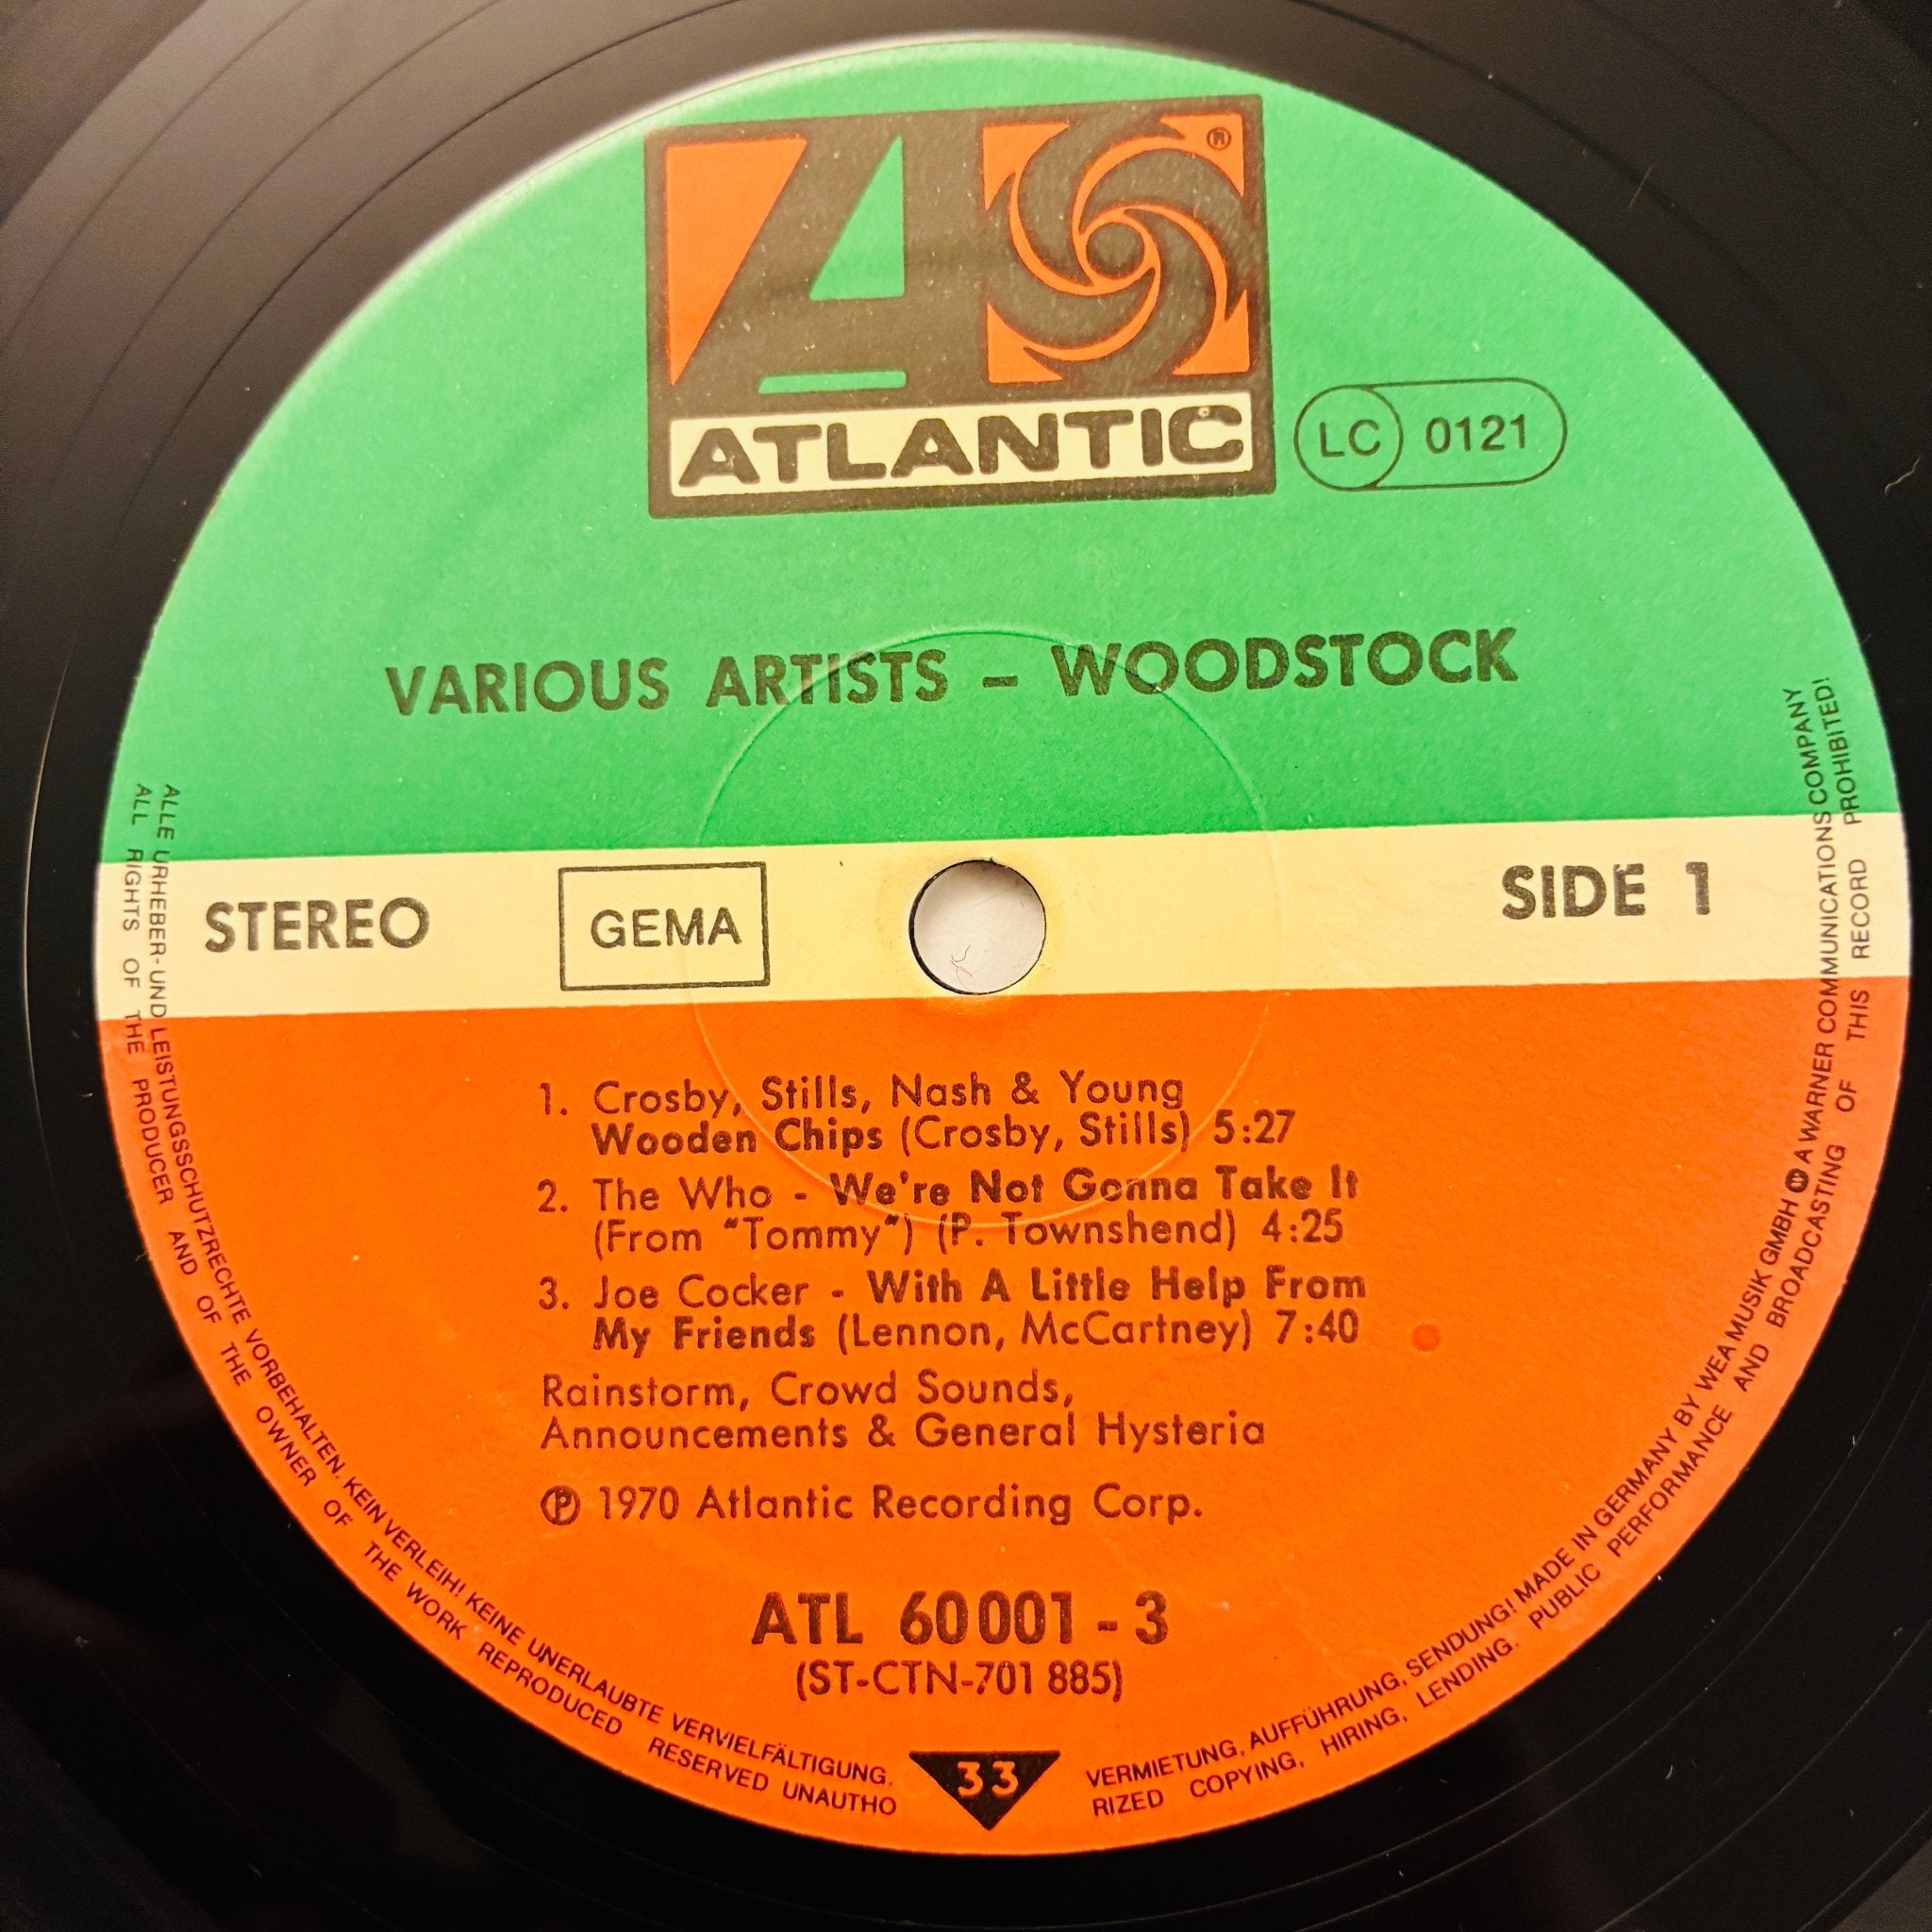 ®
ATLANTIC
LC 0121
VARIOUS ARTISTS – WOODSTOCK
STEREO GEMA SIDE 1
1. Crosby, Stills, Nash & Young
Wooden Chips (Crosby, Stills) 5:27
2. The Who - We're Not Gonna Take It
(From "Tommy") (P. Townshend) 4:25
3. Joe Cocker - With A Little Help From
My Friends (Lennon, McCartney) 7:40
Rainstorm, Crowd Sounds,
Announcements & General Hysteria
℗ 1970 Atlantic Recording Corp.
ATL 60001-3
(ST-CTN-701 885)
33
ALLE URHEBER- UND LEISTUNGSSCHUTZRECHTE VORBEHALTEN. KEIN VERLEIH! KEINE UNERLAUBTE VERVIELFÄLTIGUNG. VERMIETUNG, AUFFÜHRUNG, SENDUNG! MADE IN GERMANY BY WEA MUSIK GMBH A WARNER COMMUNICATIONS COMPANY
ALL RIGHTS OF THE PRODUCER AND OF THE OWNER OF THE WORK REPRODUCED RESERVED UNAUTHO RIZED COPYING, HIRING, LENDING. PUBLIC PERFORMANCE AND BROADCASTING OF THIS RECORD PROHIBITED!